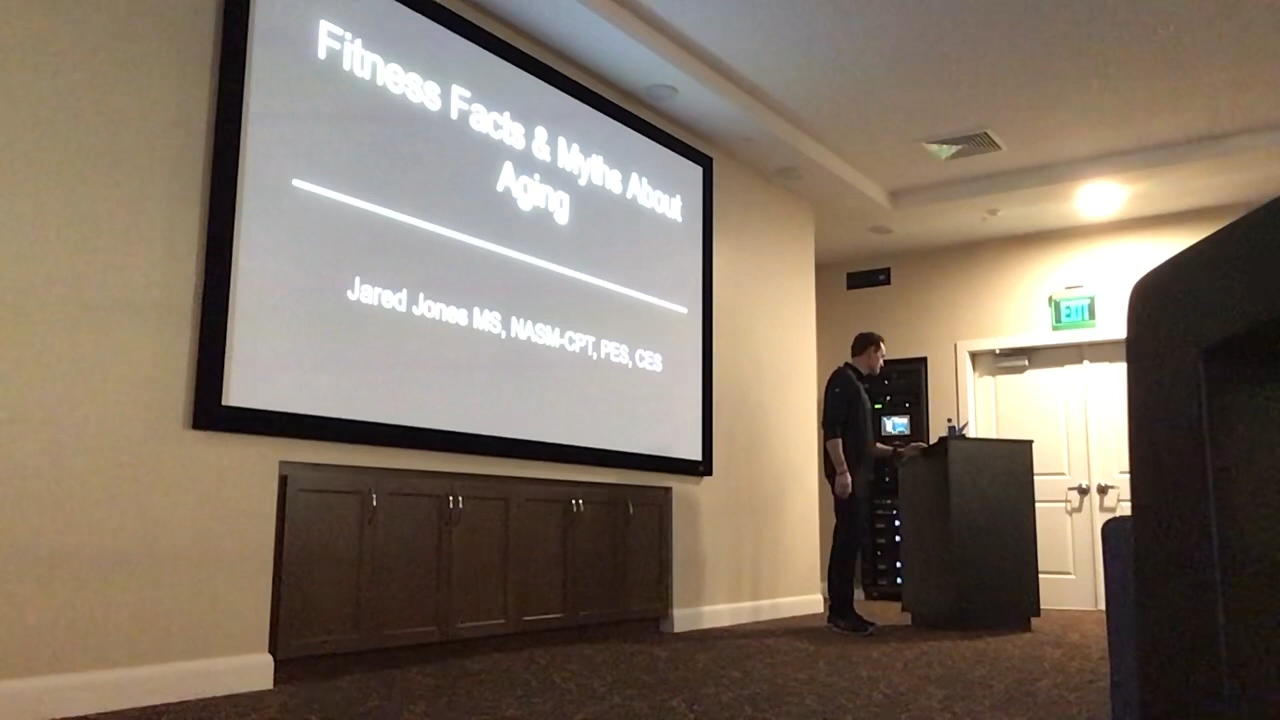 Fitness Facts & Myths About
Aging
Jared Jones MS, NASM-CPT, PES, CES
EXIT